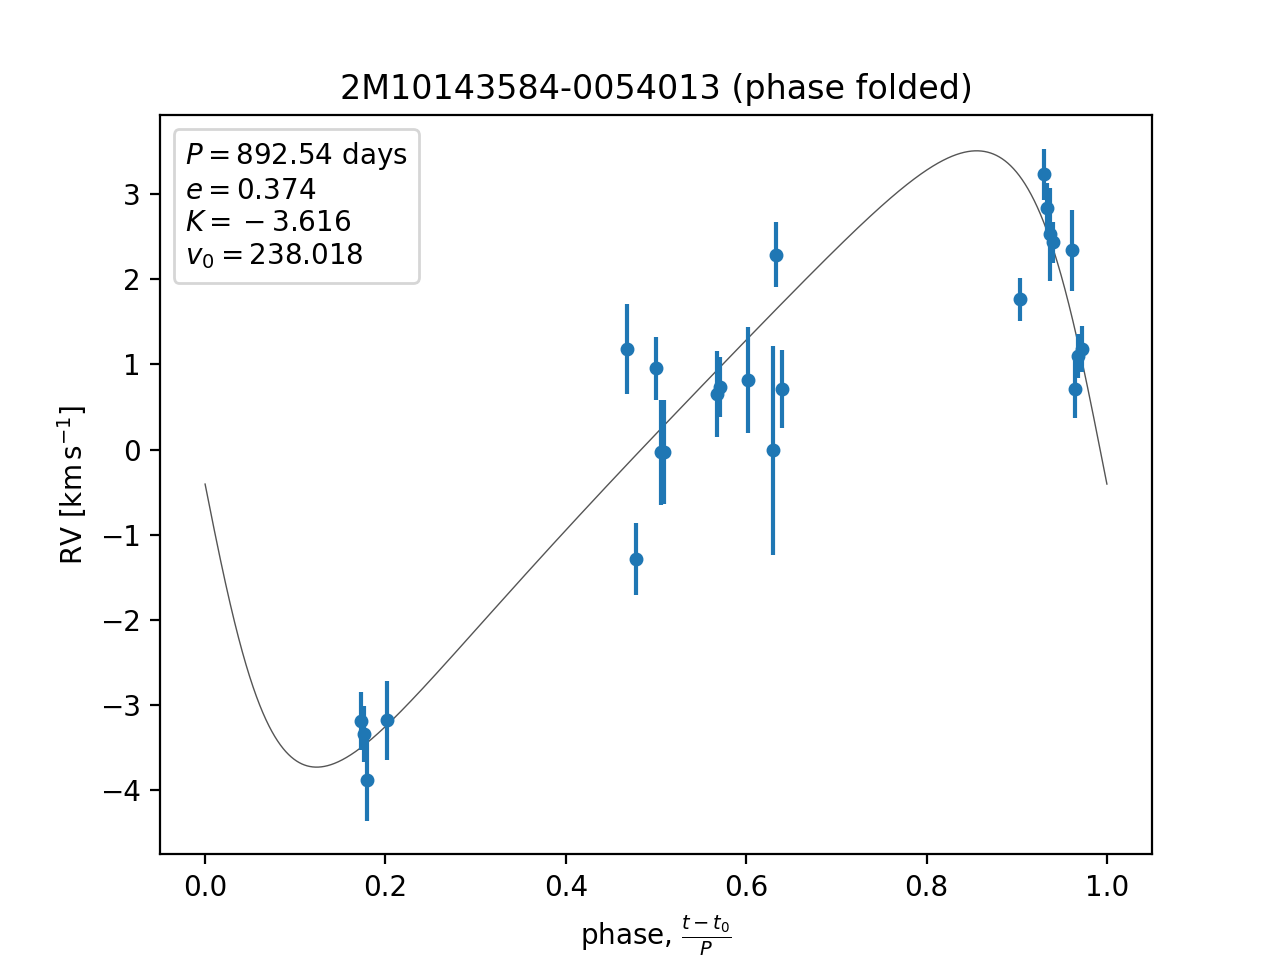 2M10143584-0054013 (phase folded)
P = 892.54 days
e = 0.374
K = −3.616
v₀ = 238.018
RV [km s⁻¹]
3
2
1
0
−1
−2
−3
−4
0.0 0.2 0.4 0.6 0.8 1.0
phase, (t − t₀)/P